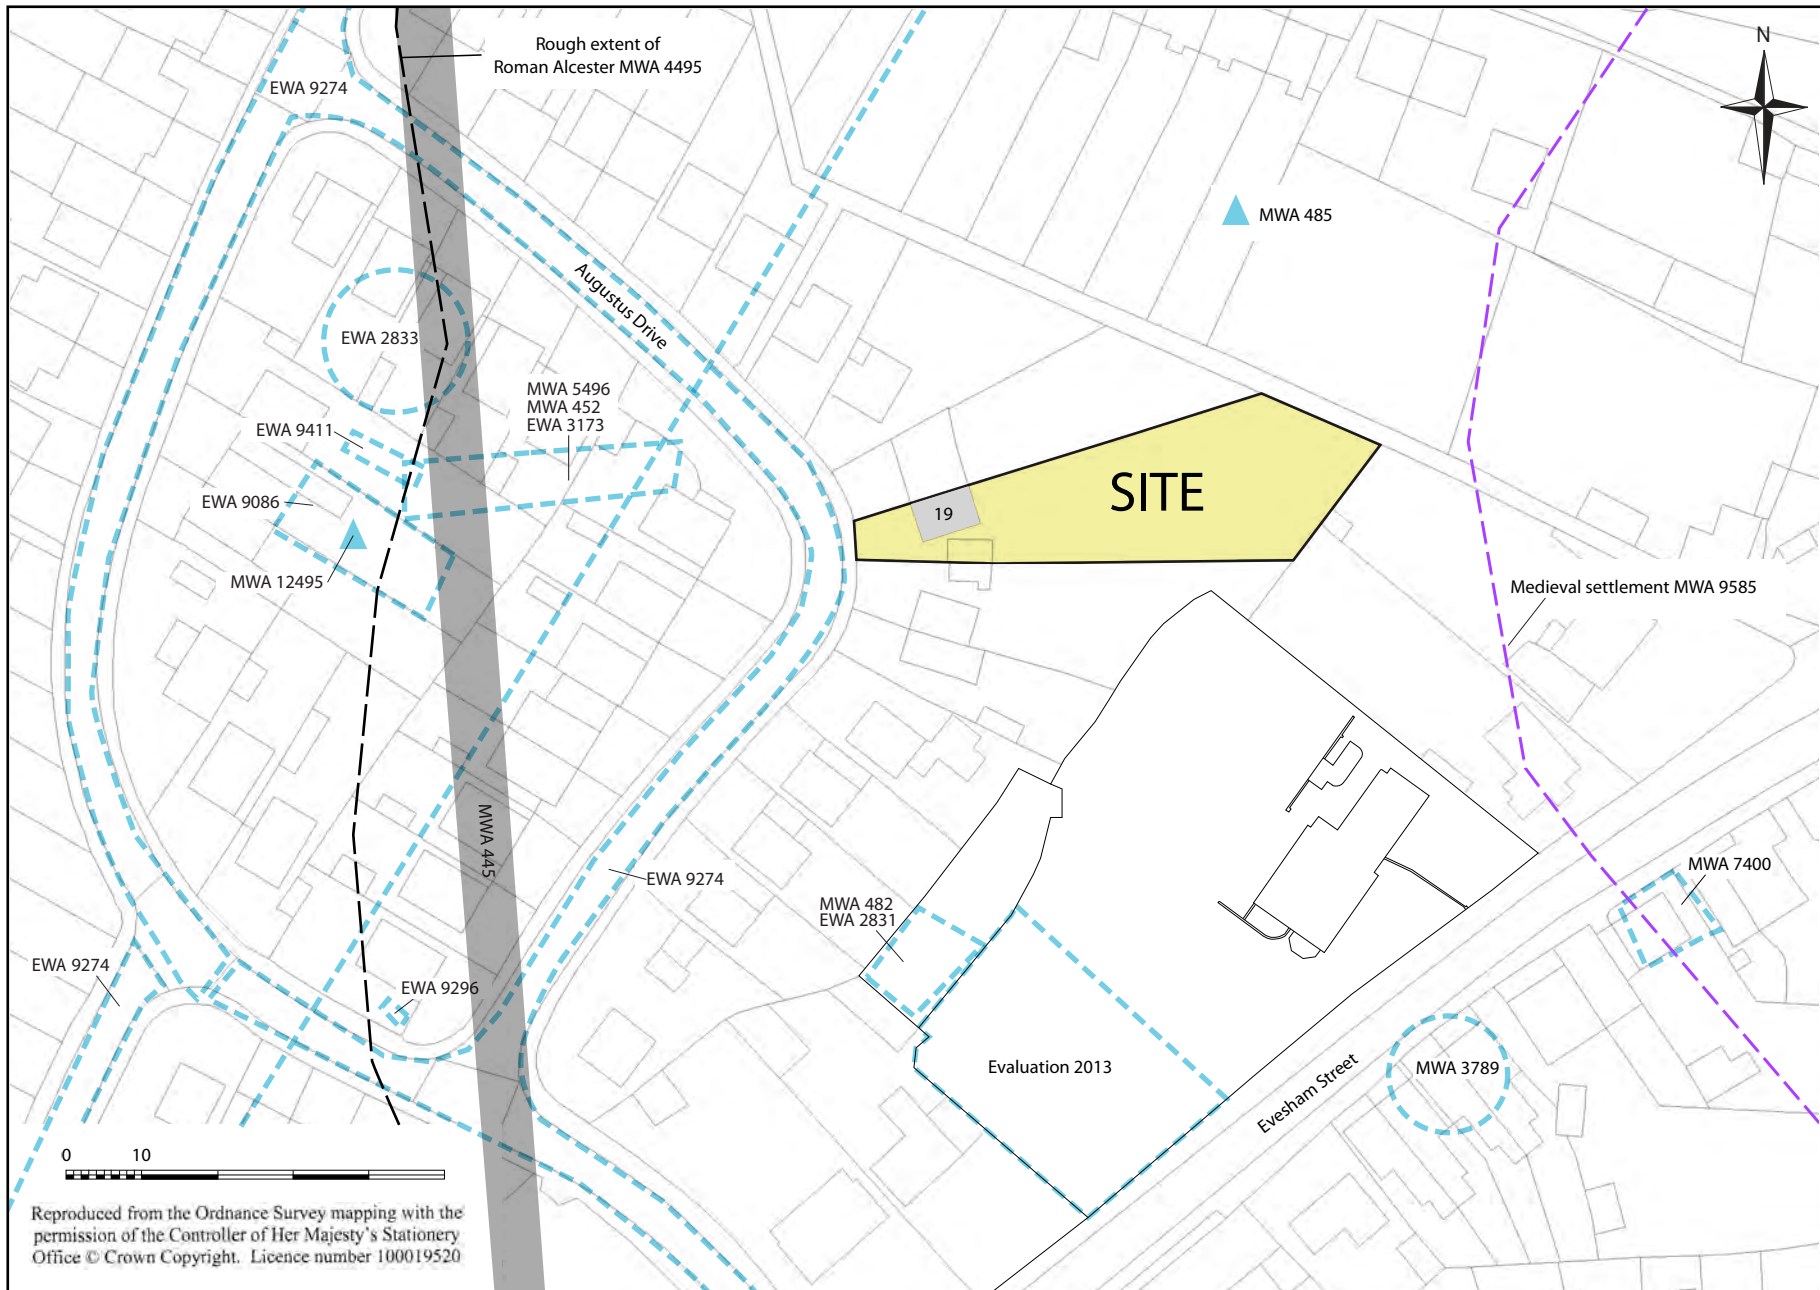 Rough extent of
Roman Alcester MWA 4495
N
EWA 9274
MWA 485
Augustus Drive
EWA 2833
MWA 5496
MWA 452
EWA 3173
EWA 9411
EWA 9086
SITE
19
MWA 12495
Medieval settlement MWA 9585
MWA 445
EWA 9274
MWA 482
EWA 2831
MWA 7400
EWA 9274
EWA 9296
Evaluation 2013
MWA 3789
Evesham Street
0 10
Reproduced from the Ordnance Survey mapping with the
permission of the Controller of Her Majesty's Stationery
Office © Crown Copyright. Licence number 100019520